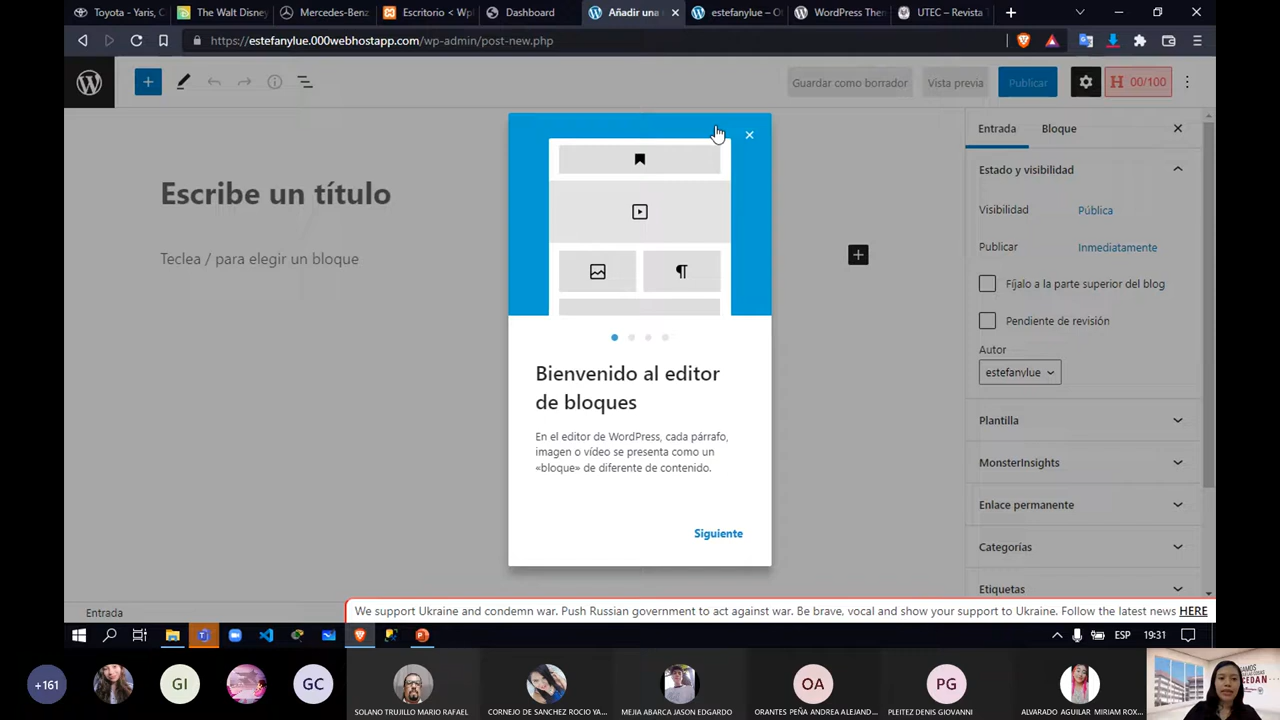 Toyota - Yaris, C
The Walt Disney
Mercedes-Benz
Escritorio < Wp
Dashboard
Añadir una
estefanylue – O
WordPress The
UTEC – Revista
https://estefanylue.000webhostapp.com/wp-admin/post-new.php
Guardar como borrador
Vista previa
Publicar
H 00/100
Escribe un título
Teclea / para elegir un bloque
Bienvenido al editor
de bloques
En el editor de WordPress, cada párrafo,
imagen o vídeo se presenta como un
«bloque» de diferente de contenido.
Siguiente
Entrada
Bloque
Estado y visibilidad
Visibilidad
Pública
Publicar
Inmediatamente
Fíjalo a la parte superior del blog
Pendiente de revisión
Autor
estefanylue
Plantilla
MonsterInsights
Enlace permanente
Categorías
Etiquetas
Entrada
We support Ukraine and condemn war. Push Russian government to act against war. Be brave, vocal and show your support to Ukraine. Follow the latest news HERE
ESP
19:31
+161
GI
GC
SOLANO TRUJILLO MARIO RAFAEL
CORNEJO DE SANCHEZ ROCIO YA...
MEJIA ABARCA JASON EDGARDO
OA
ORANTES PEÑA ANDREA ALEJAND...
PG
PLEITEZ DENIS GIOVANNI
ALVARADO AGUILAR MIRIAM ROX...